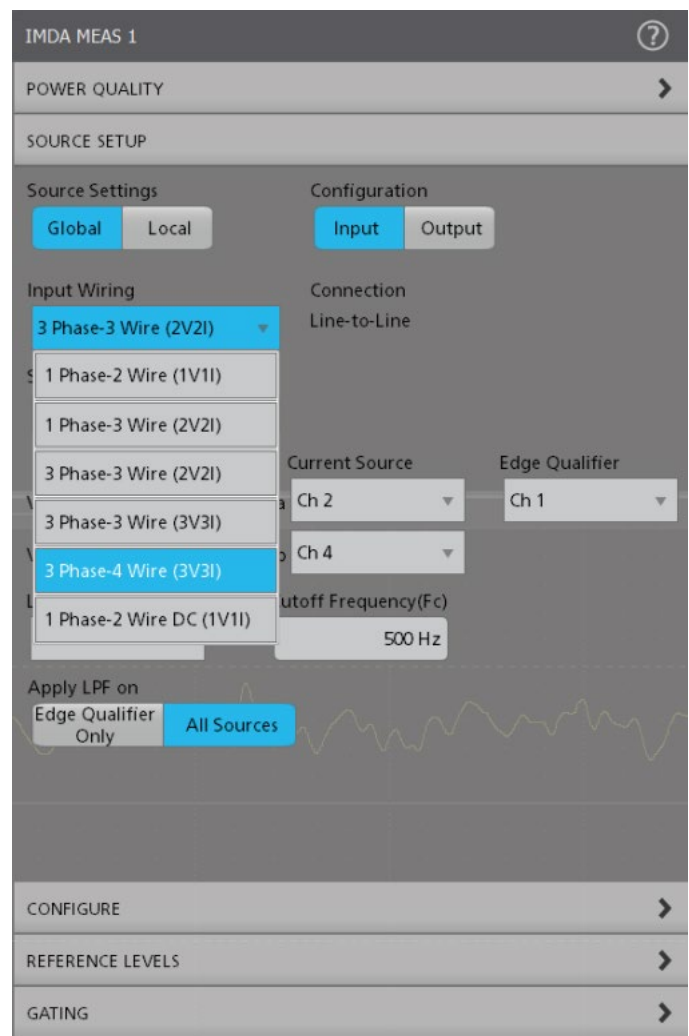 IMDA MEAS 1
?
POWER QUALITY
SOURCE SETUP
Source Settings Configuration
Global Local Input Output
Input Wiring Connection
3 Phase-3 Wire (2V2I) Line-to-Line
1 Phase-2 Wire (1V1I)
1 Phase-3 Wire (2V2I)
3 Phase-3 Wire (2V2I)
Current Source Edge Qualifier
Ch 2 Ch 1
3 Phase-3 Wire (3V3I)
3 Phase-4 Wire (3V3I)
Ch 4
1 Phase-2 Wire DC (1V1I)
utoff Frequency(Fc)
500 Hz
Apply LPF on
Edge Qualifier
Only
All Sources
CONFIGURE
REFERENCE LEVELS
GATING